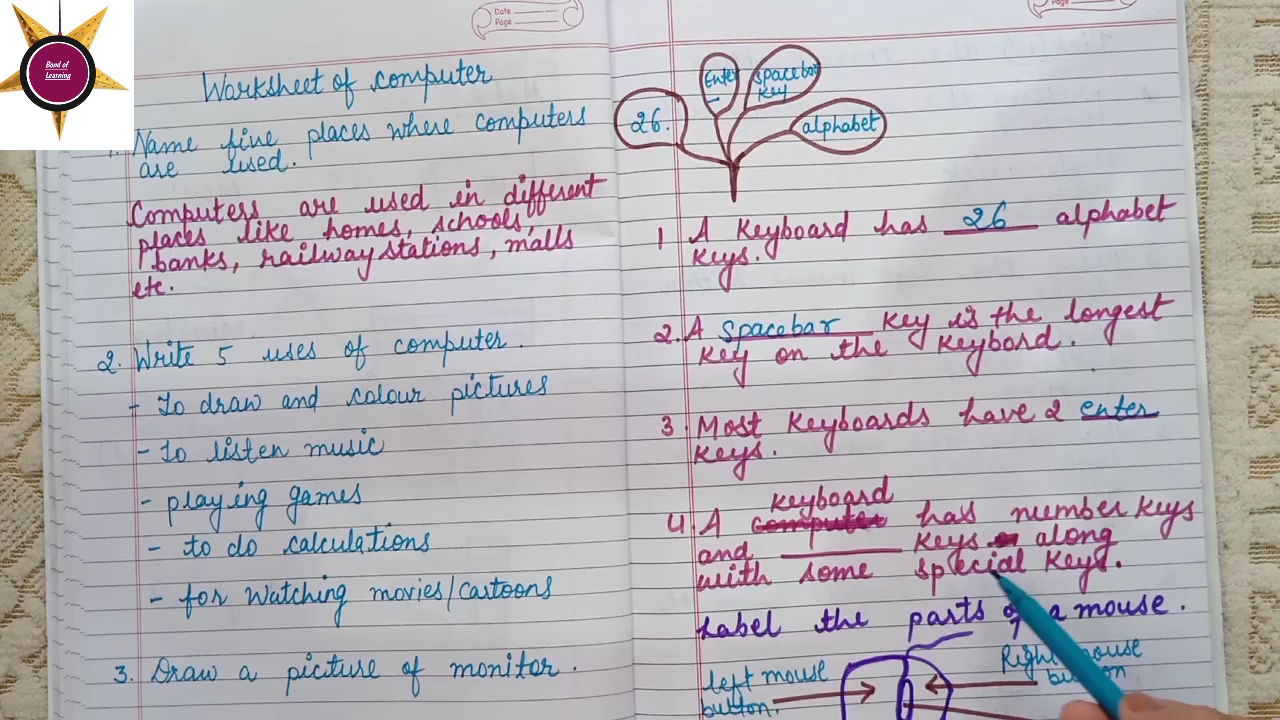 Band of
Learning
Date
Page
Page
Worksheet of computer
1. Name five places where computers
are used.
Computers are used in different
places like homes, schools,
banks, railway stations, malls
etc.
2. Write 5 uses of computer.
- To draw and colour pictures
- to listen music
- playing games
- to do calculations
- for watching movies/cartoons
3. Draw a picture of monitor.
26.
Enter
spacebar
key
alphabet
1 A Keyboard has 26 alphabet
keys.
2. A spacebar key is the longest
key on the keybord.
3 Most keyboards have 2 enter
keys.
keyboard
4. A computer has number keys
and ______ keys along
with some special keys.
Label the parts of a mouse.
left mouse
button.
Right mouse
button